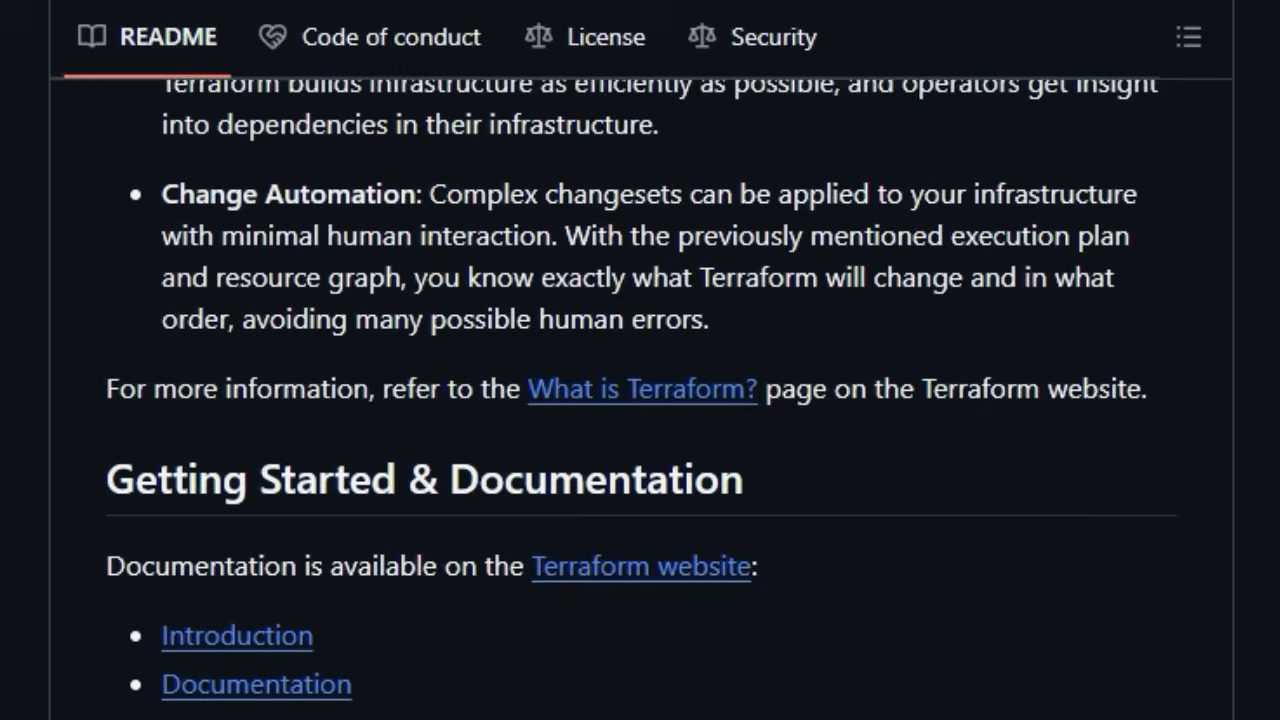 README Code of conduct License Security
Terraform builds infrastructure as efficiently as possible, and operators get insight
into dependencies in their infrastructure.
• Change Automation: Complex changesets can be applied to your infrastructure
with minimal human interaction. With the previously mentioned execution plan
and resource graph, you know exactly what Terraform will change and in what
order, avoiding many possible human errors.
For more information, refer to the What is Terraform? page on the Terraform website.
Getting Started & Documentation
Documentation is available on the Terraform website:
• Introduction
• Documentation